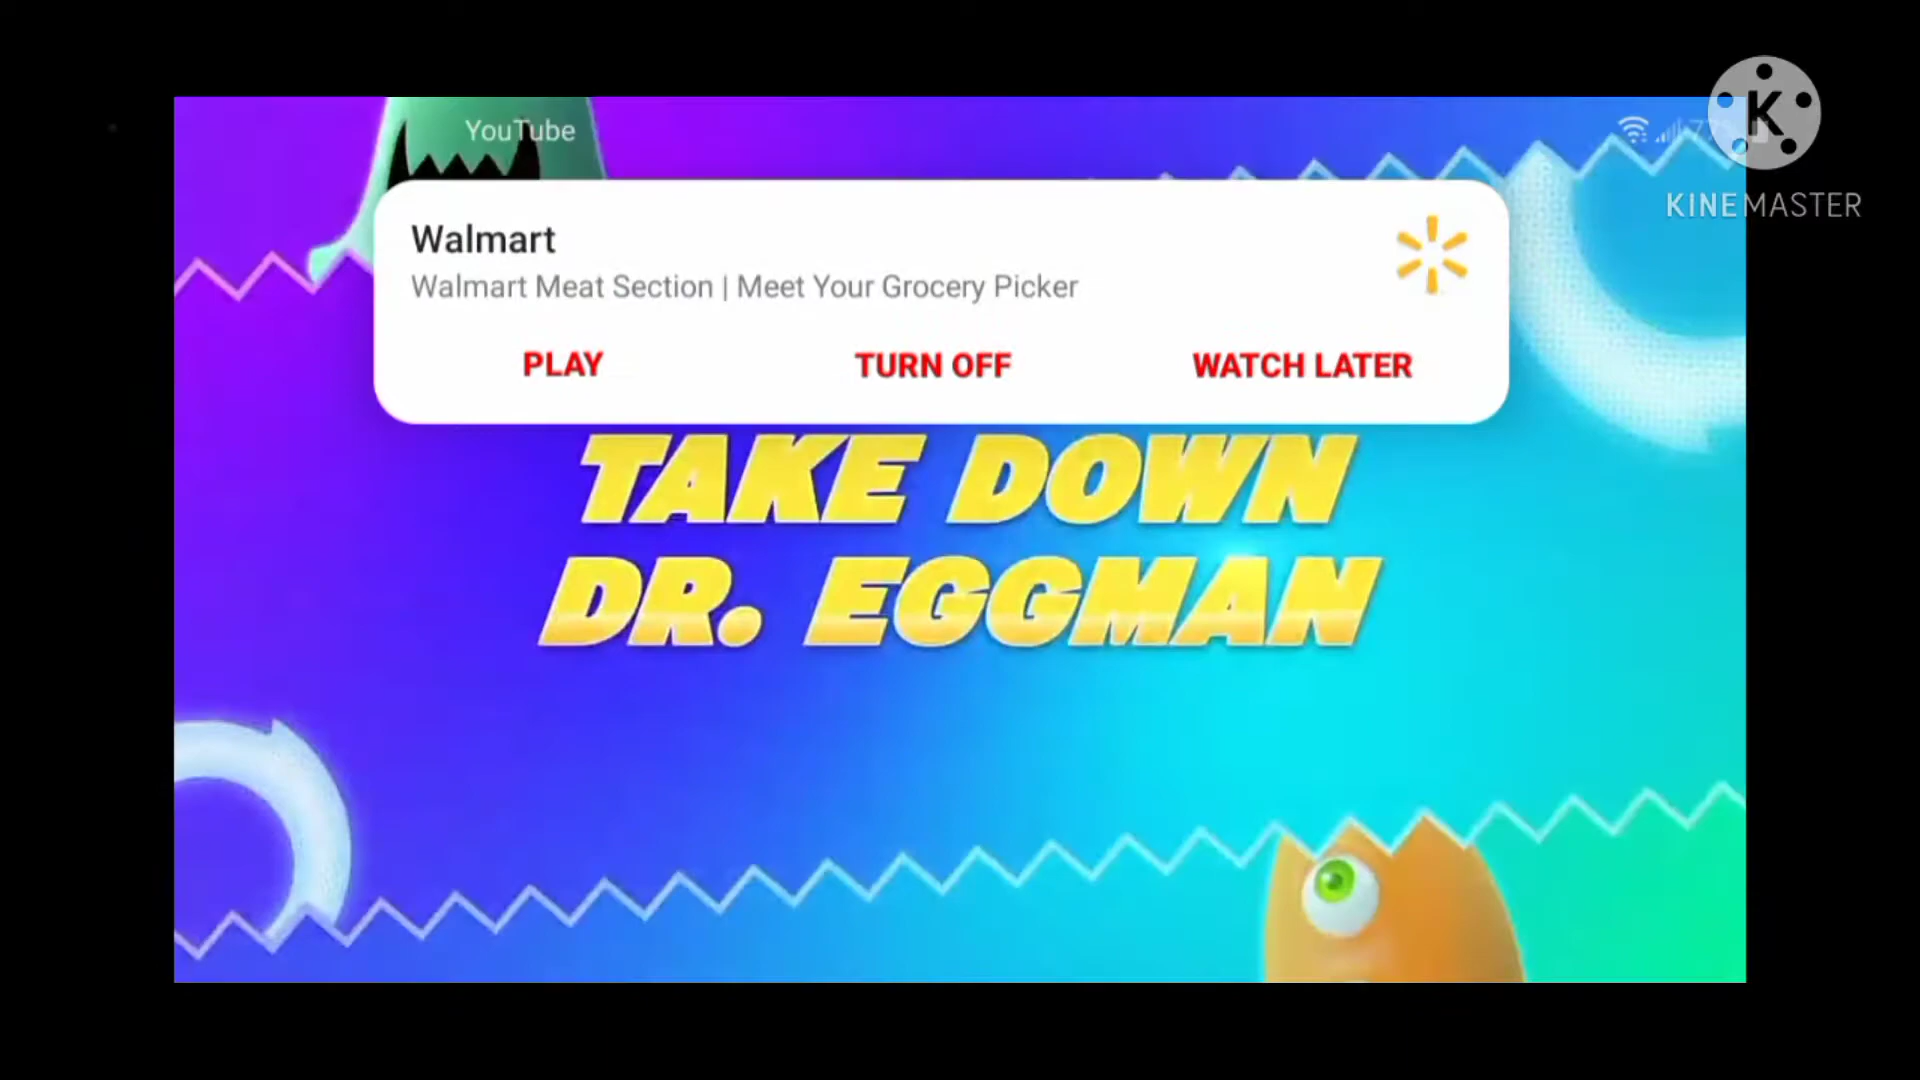 YouTube
K
KINEMASTER
Walmart
Walmart Meat Section | Meet Your Grocery Picker
PLAY
TURN OFF
WATCH LATER
TAKE DOWN
DR. EGGMAN